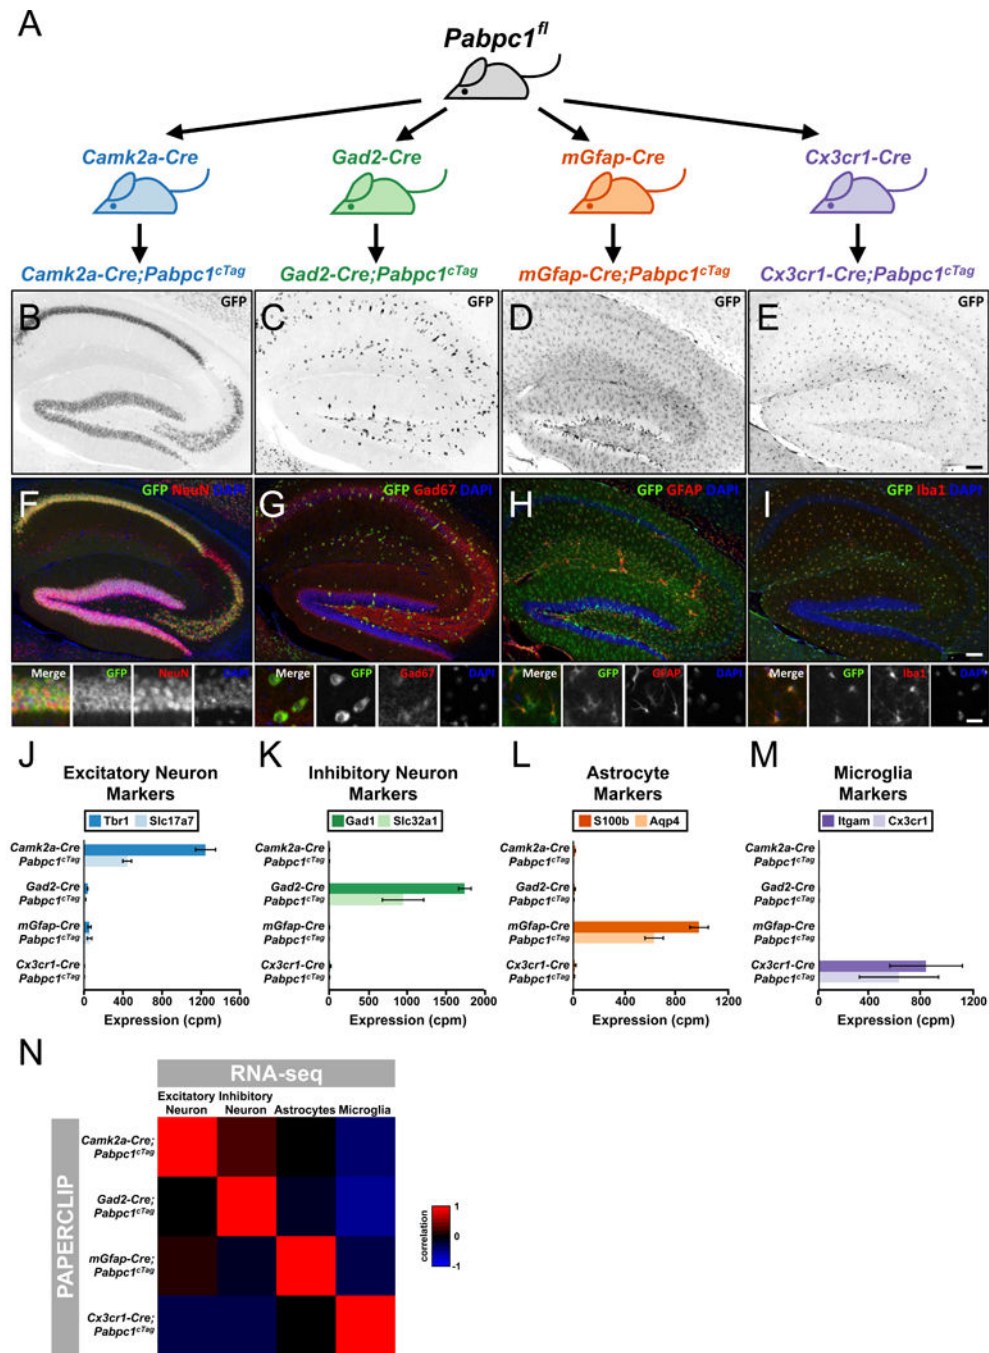 A
Pabpc1fl
Camk2a-Cre Gad2-Cre mGfap-Cre Cx3cr1-Cre
Camk2a-Cre;Pabpc1cTag Gad2-Cre;Pabpc1cTag mGfap-Cre;Pabpc1cTag Cx3cr1-Cre;Pabpc1cTag
B GFP C GFP D GFP E GFP
F GFP NeuN DAPI G GFP Gad67 DAPI H GFP GFAP DAPI I GFP Iba1 DAPI
Merge GFP NeuN DAPI Merge GFP Gad67 DAPI Merge GFP GFAP DAPI Merge GFP Iba1 DAPI
J
Excitatory Neuron
Markers
Tbr1 Slc17a7
Camk2a-Cre
Pabpc1cTag
Gad2-Cre
Pabpc1cTag
mGfap-Cre
Pabpc1cTag
Cx3cr1-Cre
Pabpc1cTag
0 400 800 1200 1600
Expression (cpm)
K
Inhibitory Neuron
Markers
Gad1 Slc32a1
Camk2a-Cre
Pabpc1cTag
Gad2-Cre
Pabpc1cTag
mGfap-Cre
Pabpc1cTag
Cx3cr1-Cre
Pabpc1cTag
0 500 1000 1500 2000
Expression (cpm)
L
Astrocyte
Markers
S100b Aqp4
Camk2a-Cre
Pabpc1cTag
Gad2-Cre
Pabpc1cTag
mGfap-Cre
Pabpc1cTag
Cx3cr1-Cre
Pabpc1cTag
0 400 800 1200
Expression (cpm)
M
Microglia
Markers
Itgam Cx3cr1
Camk2a-Cre
Pabpc1cTag
Gad2-Cre
Pabpc1cTag
mGfap-Cre
Pabpc1cTag
Cx3cr1-Cre
Pabpc1cTag
0 400 800 1200
Expression (cpm)
N
RNA-seq
Excitatory Inhibitory
Neuron Neuron Astrocytes Microglia
PAPERCLIP
Camk2a-Cre;
Pabpc1cTag
Gad2-Cre;
Pabpc1cTag
mGfap-Cre;
Pabpc1cTag
Cx3cr1-Cre;
Pabpc1cTag
correlation
1
0
-1